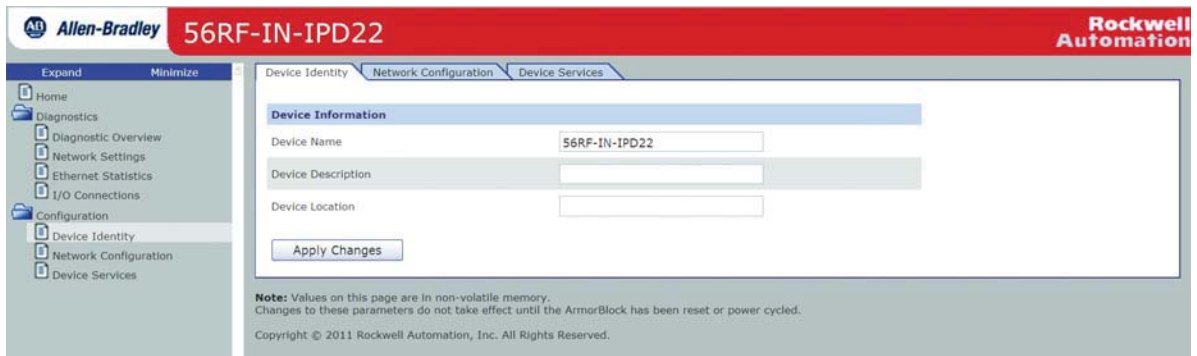 AB Allen-Bradley 56RF-IN-IPD22 Rockwell Automation
Expand Minimize
Home
Diagnostics
Diagnostic Overview
Network Settings
Ethernet Statistics
I/O Connections
Configuration
Device Identity
Network Configuration
Device Services
Device Identity Network Configuration Device Services
Device Information
Device Name 56RF-IN-IPD22
Device Description
Device Location
Apply Changes
Note: Values on this page are in non-volatile memory.
Changes to these parameters do not take effect until the ArmorBlock has been reset or power cycled.
Copyright © 2011 Rockwell Automation, Inc. All Rights Reserved.